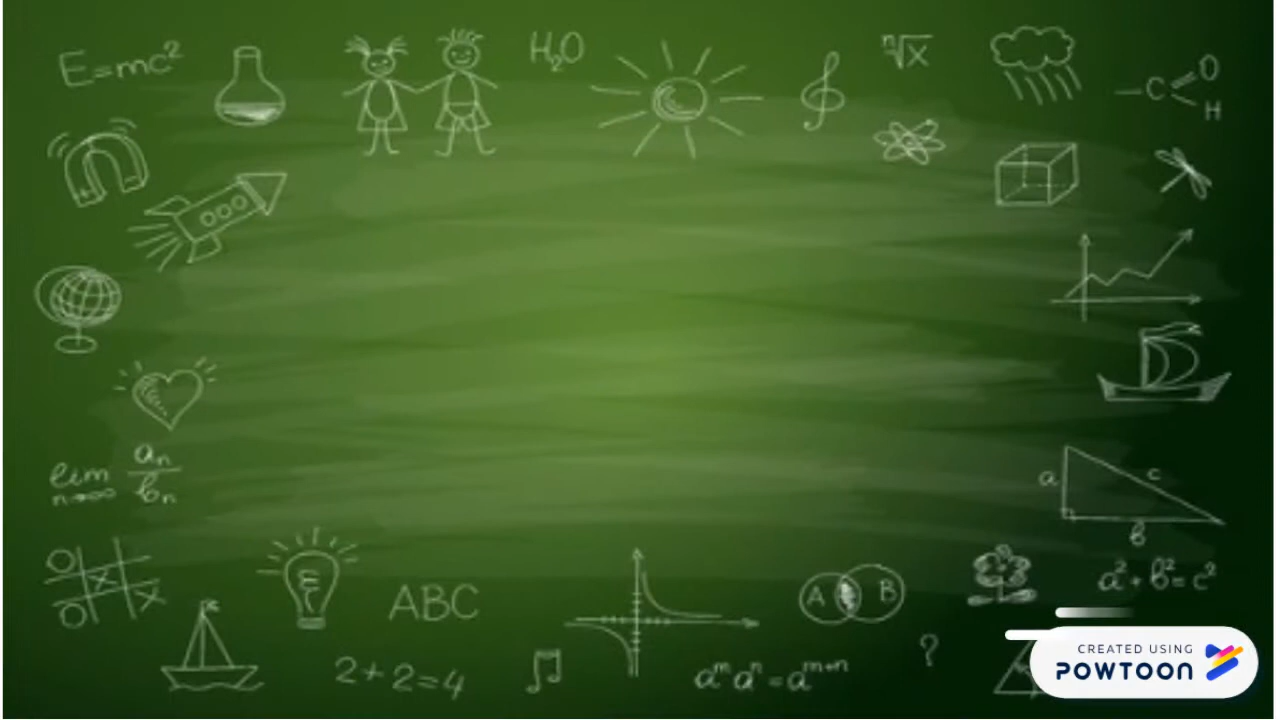 E=mc²
H₂O
ⁿ√x
C
O
H
a
c
b
lim aₙ
n→∞ bₙ
O
X
O X
ABC
A B
a²+b²=c²
2+2=4
aᵐaⁿ=aᵐ⁺ⁿ
?
CREATED USING
POWTOON